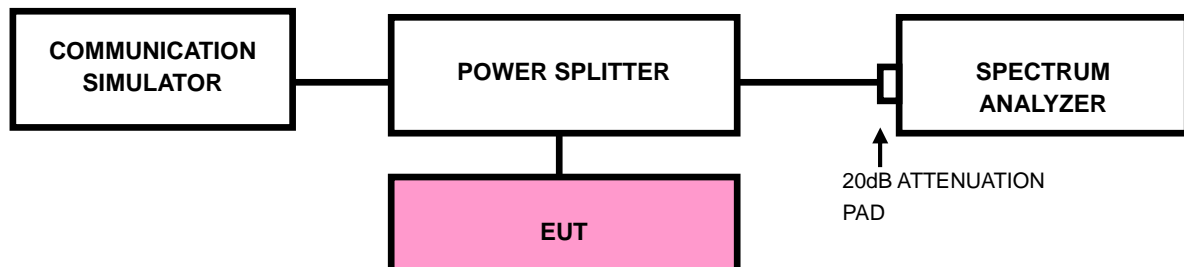 COMMUNICATION
SIMULATOR
POWER SPLITTER
SPECTRUM
ANALYZER
20dB ATTENUATION
PAD
EUT